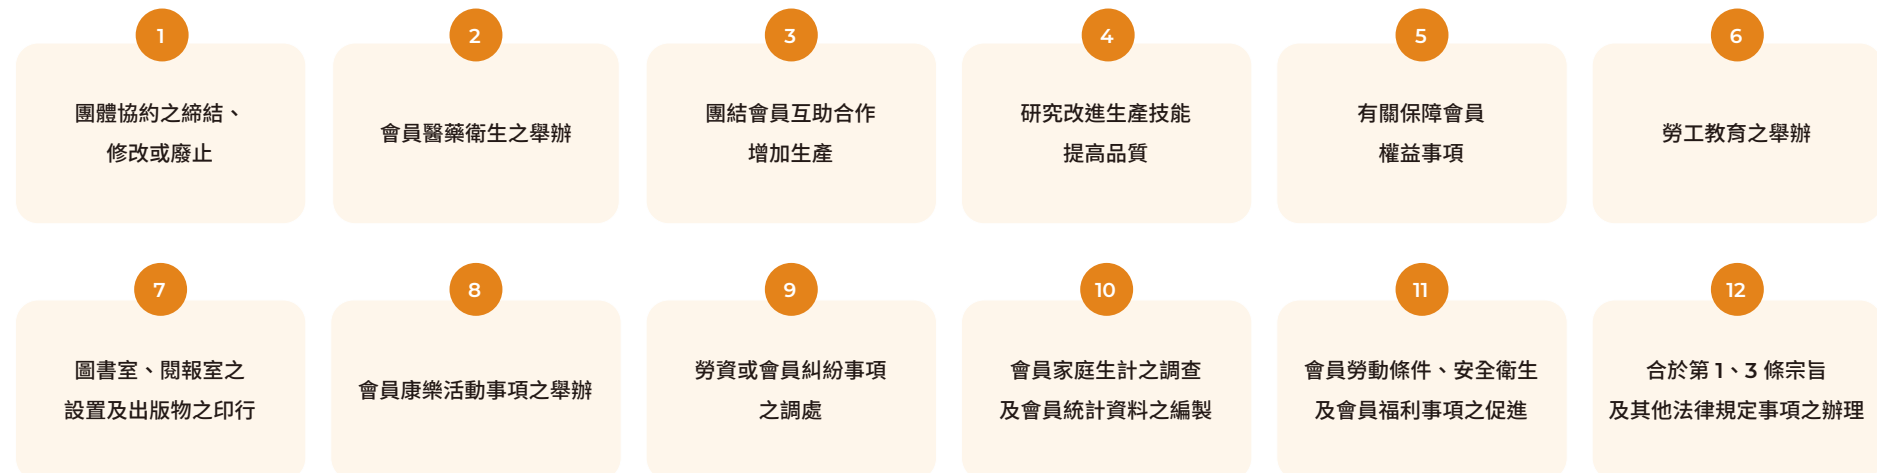 1
團體協約之締結、
修改或廢止
2
會員醫藥衛生之舉辦
3
團結會員互助合作
增加生產
4
研究改進生產技能
提高品質
5
有關保障會員
權益事項
6
勞工教育之舉辦
7
圖書室、閱報室之
設置及出版物之印行
8
會員康樂活動事項之舉辦
9
勞資或會員糾紛事項
之調處
10
會員家庭生計之調查
及會員統計資料之編製
11
會員勞動條件、安全衛生
及會員福利事項之促進
12
合於第 1、3 條宗旨
及其他法律規定事項之辦理